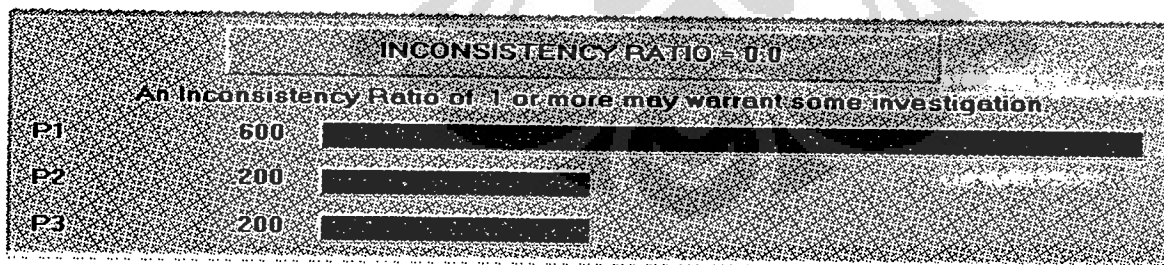 INCONSISTENCY RATIO = 0.0
An Inconsistency Ratio of .1 or more may warrant some investigation.
P1 .600
P2 .200
P3 .200